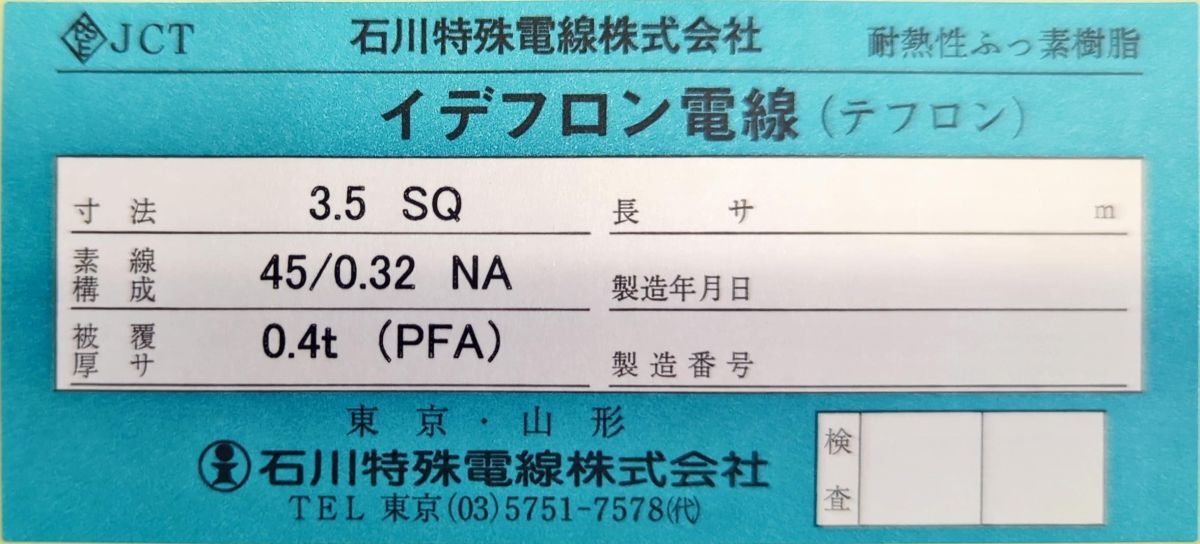 PSE JCT 石川特殊電線株式会社 耐熱性ふっ素樹脂
イデフロン電線(テフロン)
寸法 3.5 SQ 長サ m
素線構成 45/0.32 NA 製造年月日
被覆厚サ 0.4t (PFA) 製造番号
東京・山形
石川特殊電線株式会社
TEL 東京(03)5751-7578(代)
検査